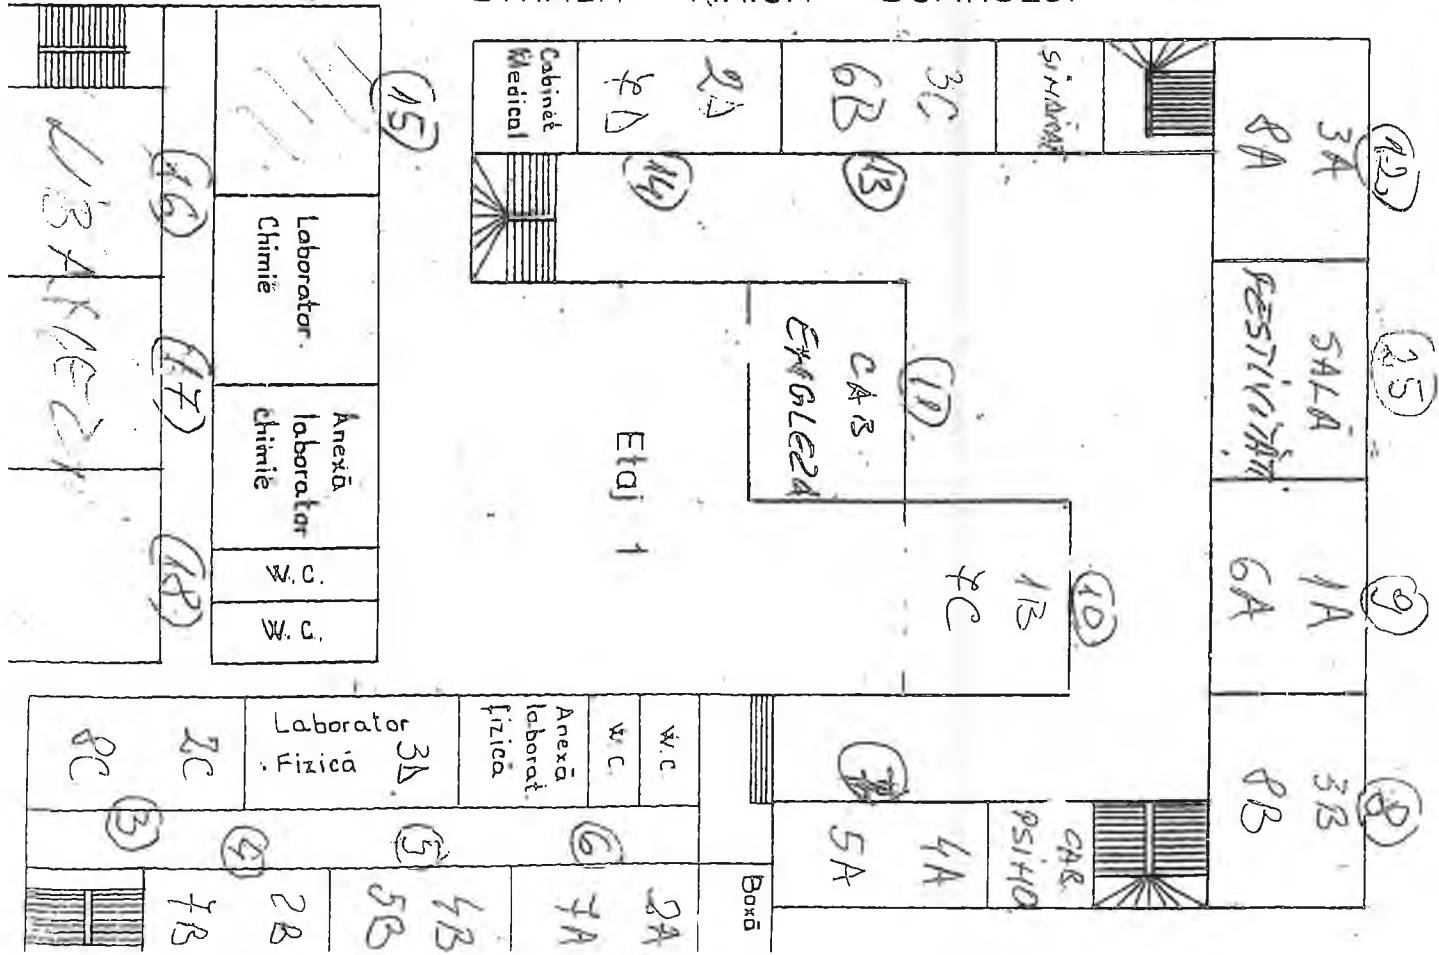 15
Cabinet
Medical
2D
7D
14
3C
6B
13
12
3A
8A
25
SALĂ
FESTIVITĂȚI
9
1A
6A
8
3B
8B
11
CAB
ENGLEZA
10
1B
7C
Etaj 1
16
Laborator.
Chimie
17
Anexă
laborator
chimie
W.C.
W.C.
18
2C
8C
3
Laborator
Fizică
3D
4
5
Anexă
laborat.
fizică
W.C.
W.C.
6
4A
5A
CAB.
PSIHO
2B
7B
4B
5B
2A
7A
Boxă